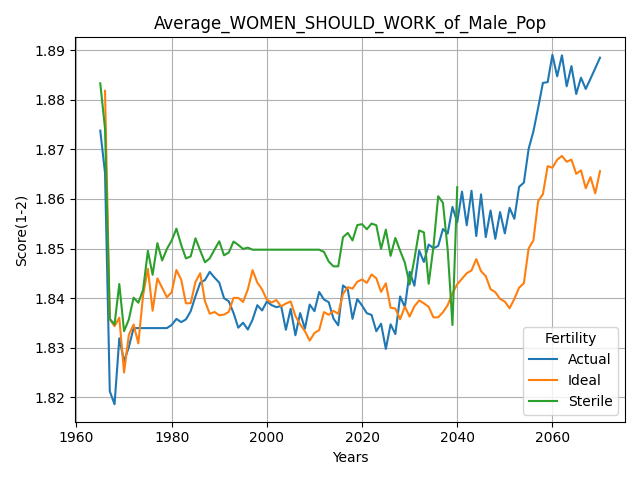 Average_WOMEN_SHOULD_WORK_of_Male_Pop
1.89
1.88
1.87
1.86
1.85
1.84
1.83
1.82
Score(1-2)
1960 1980 2000 2020 2040 2060
Years
Fertility
Actual
Ideal
Sterile